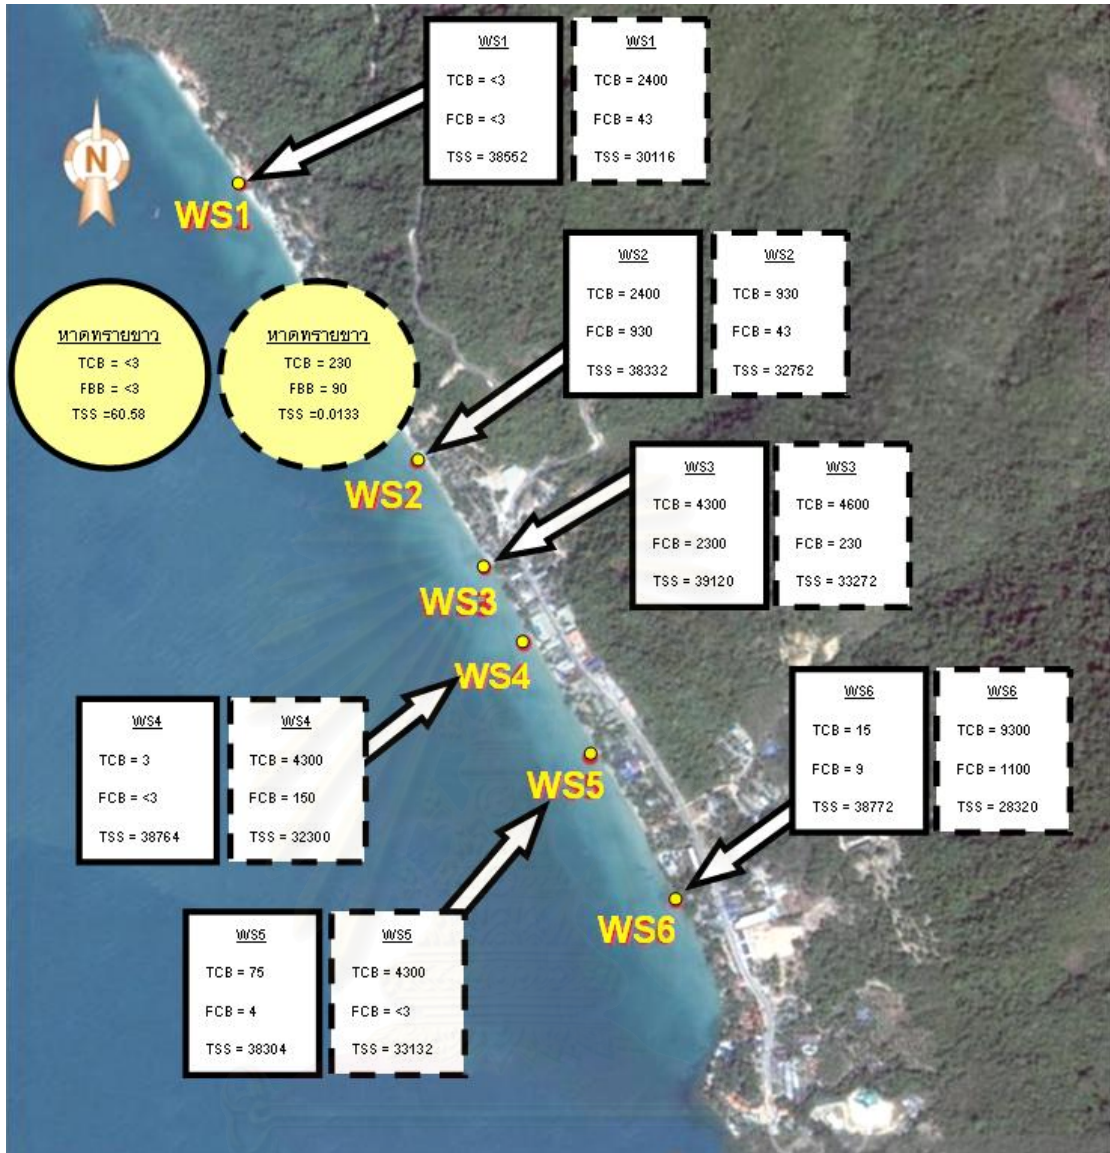 WS1
TCB = <3
FCB = <3
TSS = 38552
WS1
TCB = 2400
FCB = 43
TSS = 30116
N
WS1
WS2
TCB = 2400
FCB = 930
TSS = 38332
WS2
TCB = 930
FCB = 43
TSS = 32752
หาดทรายขาว
TCB = <3
FBB = <3
TSS =60.58
หาดทรายขาว
TCB = 230
FBB = 90
TSS =0.0133
WS2
WS3
TCB = 4300
FCB = 2300
TSS = 39120
WS3
TCB = 4600
FCB = 230
TSS = 33272
WS3
WS4
WS4
TCB = 3
FCB = <3
TSS = 38764
WS4
TCB = 4300
FCB = 150
TSS = 32300
WS6
TCB = 15
FCB = 9
TSS = 38772
WS6
TCB = 9300
FCB = 1100
TSS = 28320
WS5
WS6
WS5
TCB = 75
FCB = 4
TSS = 38304
WS5
TCB = 4300
FCB = <3
TSS = 33132